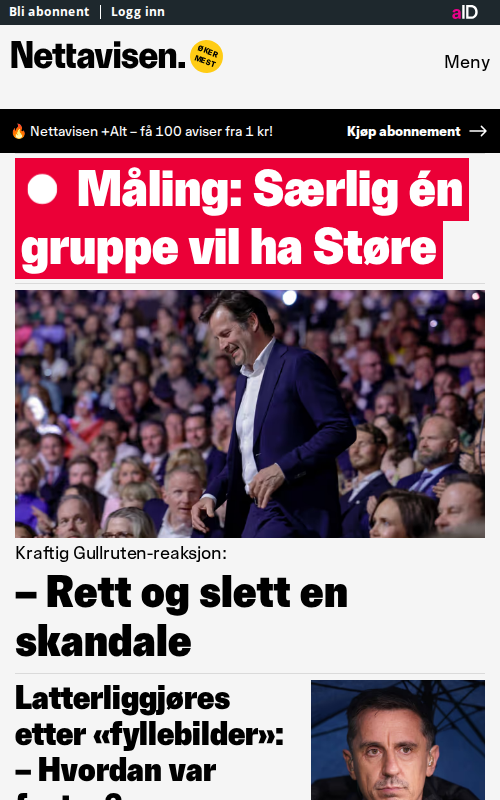 Bli abonnent | Logg inn
aID
Nettavisen.
ØKER
MEST
Meny
🔥 Nettavisen +Alt – få 100 aviser fra 1 kr!
Kjøp abonnement →
Måling: Særlig én
gruppe vil ha Støre
Kraftig Gullruten-reaksjon:
– Rett og slett en
skandale
Latterliggjøres
etter «fyllebilder»:
– Hvordan var